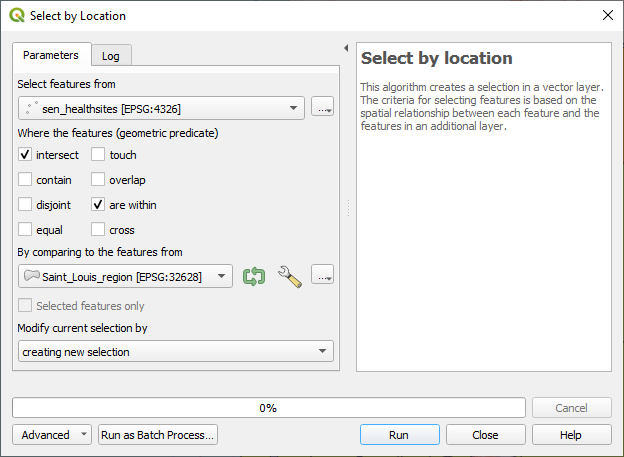 Select by Location
Parameters
Log
Select features from
sen_healthsites [EPSG:4326]
...
Where the features (geometric predicate)
intersect
touch
contain
overlap
disjoint
are within
equal
cross
By comparing to the features from
Saint_Louis_region [EPSG:32628]
...
Selected features only
Modify current selection by
creating new selection
Select by location
This algorithm creates a selection in a vector layer.
The criteria for selecting features is based on the
spatial relationship between each feature and the
features in an additional layer.
0%
Cancel
Advanced
Run as Batch Process...
Run
Close
Help